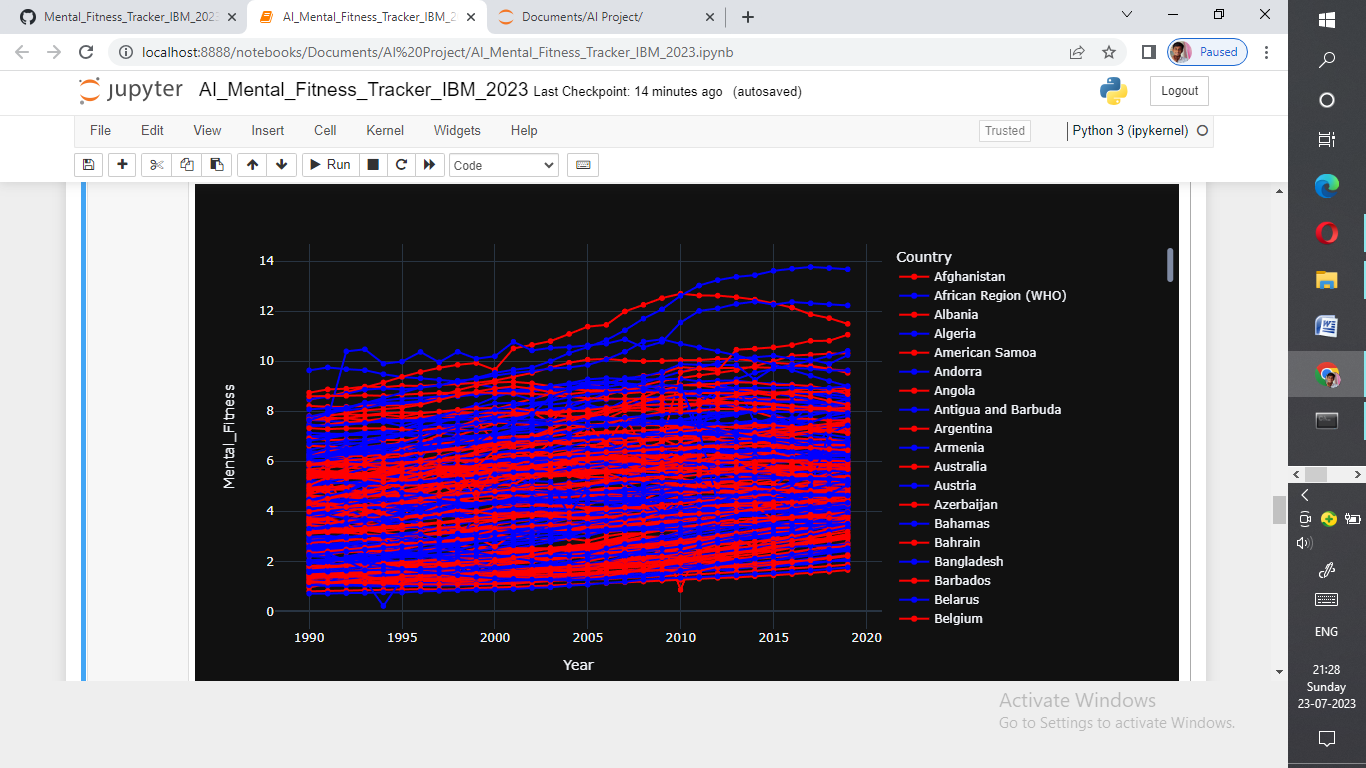 Mental_Fitness_Tracker_IBM_202
AI_Mental_Fitness_Tracker_IBM_2
Documents/AI Project/
localhost:8888/notebooks/Documents/AI%20Project/AI_Mental_Fitness_Tracker_IBM_2023.ipynb
Paused
jupyter AI_Mental_Fitness_Tracker_IBM_2023 Last Checkpoint: 14 minutes ago (autosaved)
Logout
File Edit View Insert Cell Kernel Widgets Help
Trusted
Python 3 (ipykernel)
Run
Code
14
12
10
8
6
4
2
0
Mental_Fitness
1990 1995 2000 2005 2010 2015 2020
Year
Country
Afghanistan
African Region (WHO)
Albania
Algeria
American Samoa
Andorra
Angola
Antigua and Barbuda
Argentina
Armenia
Australia
Austria
Azerbaijan
Bahamas
Bahrain
Bangladesh
Barbados
Belarus
Belgium
Activate Windows
Go to Settings to activate Windows.
ENG
21:28
Sunday
23-07-2023